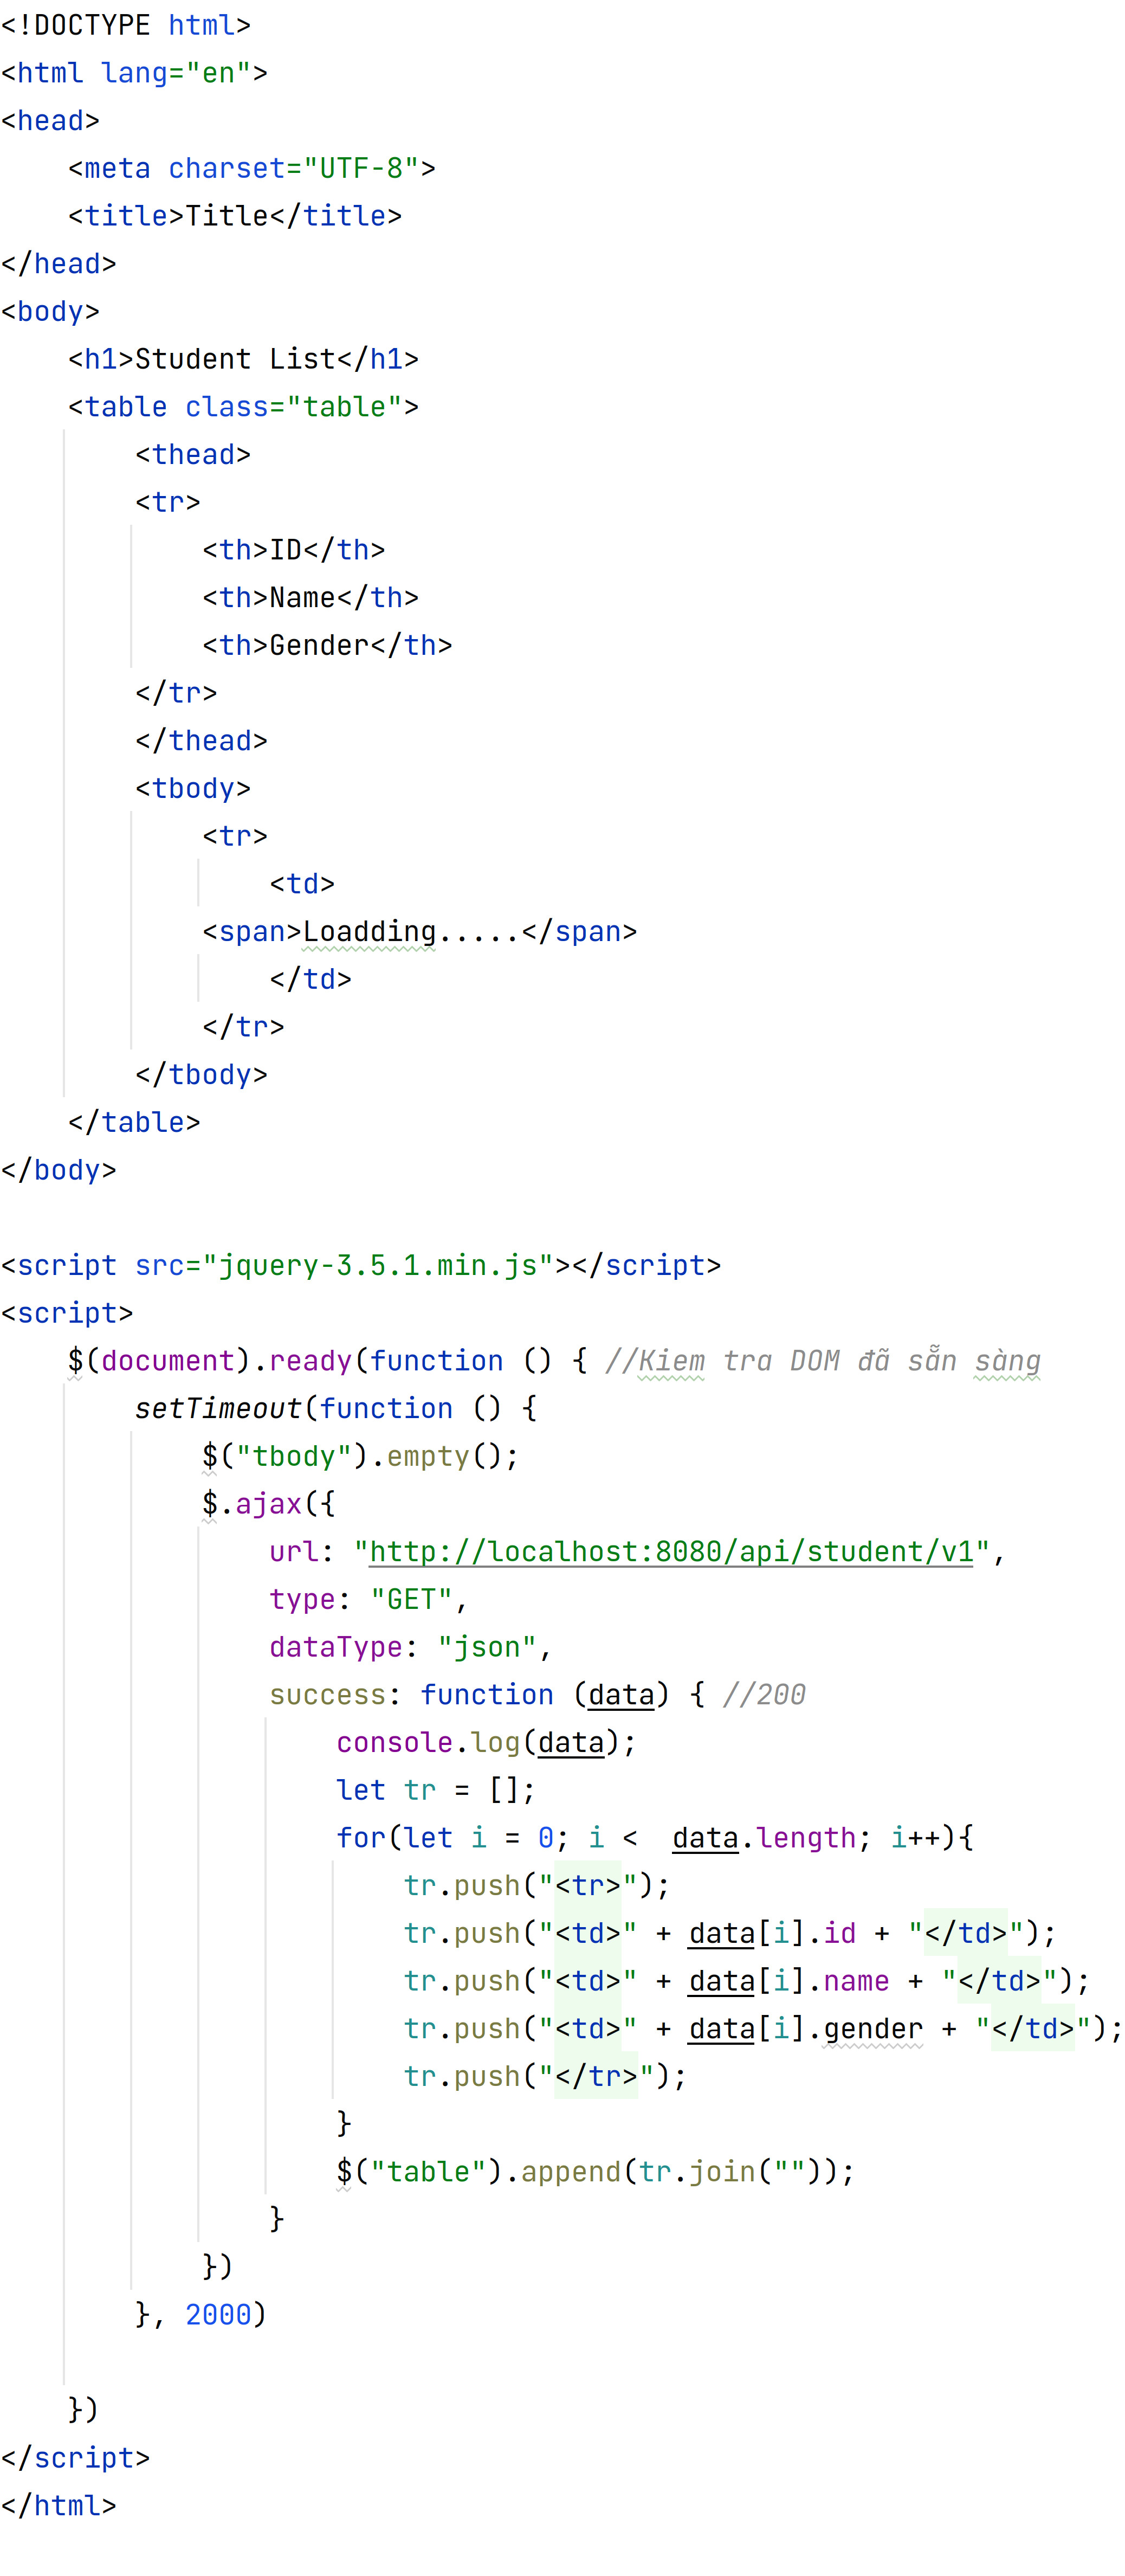 <!DOCTYPE html>
<html lang="en">
<head>
    <meta charset="UTF-8">
    <title>Title</title>
</head>
<body>
    <h1>Student List</h1>
    <table class="table">
        <thead>
        <tr>
            <th>ID</th>
            <th>Name</th>
            <th>Gender</th>
        </tr>
        </thead>
        <tbody>
            <tr>
                <td>
            <span>Loadding.....</span>
                </td>
            </tr>
        </tbody>
    </table>
</body>

<script src="jquery-3.5.1.min.js"></script>
<script>
    $(document).ready(function () { //Kiem tra DOM đã sẵn sàng
        setTimeout(function () {
            $("tbody").empty();
            $.ajax({
                url: "http://localhost:8080/api/student/v1",
                type: "GET",
                dataType: "json",
                success: function (data) { //200
                    console.log(data);
                    let tr = [];
                    for(let i = 0; i <  data.length; i++){
                        tr.push("<tr>");
                        tr.push("<td>" + data[i].id + "</td>");
                        tr.push("<td>" + data[i].name + "</td>");
                        tr.push("<td>" + data[i].gender + "</td>");
                        tr.push("</tr>");
                    }
                    $("table").append(tr.join(""));
                }
            })
        }, 2000)

    })
</script>
</html>